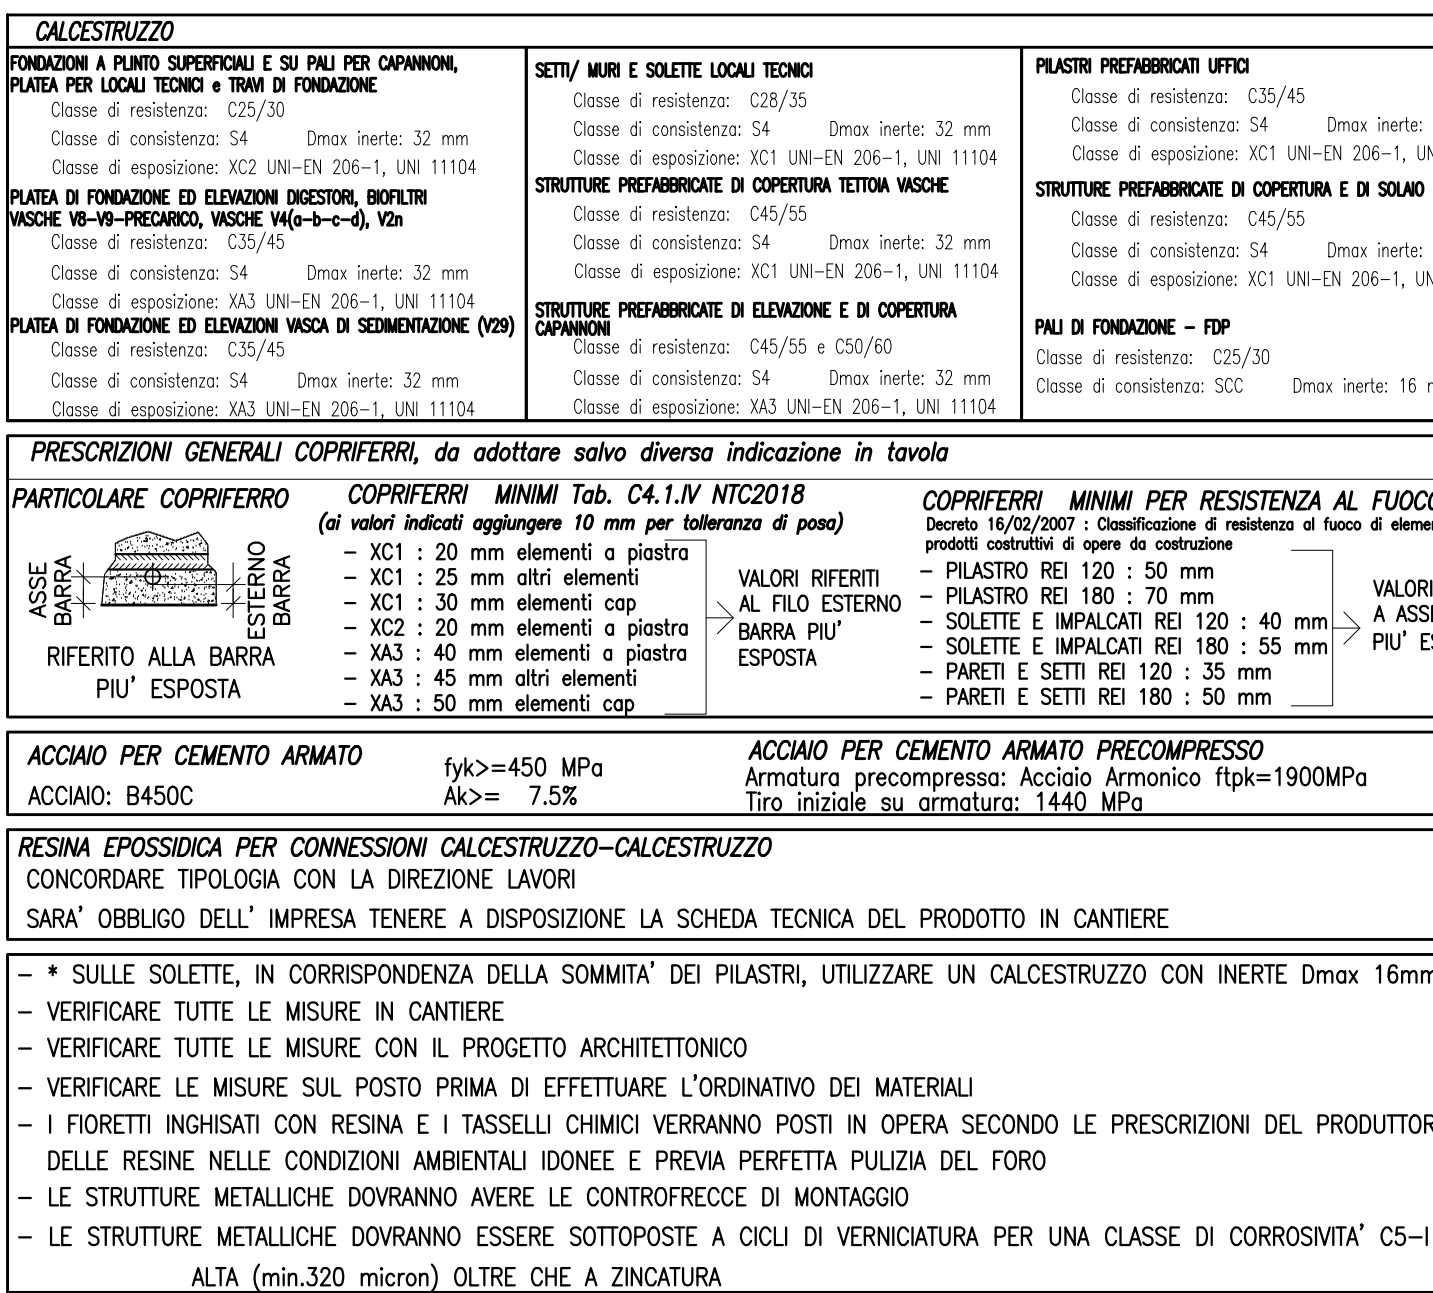 CALCESTRUZZO
FONDAZIONI A PLINTO SUPERFICIALI E SU PALI PER CAPANNONI,
PLATEA PER LOCALI TECNICI e TRAVI DI FONDAZIONE
Classe di resistenza: C25/30
Classe di consistenza: S4 Dmax inerte: 32 mm
Classe di esposizione: XC2 UNI-EN 206-1, UNI 11104
PLATEA DI FONDAZIONE ED ELEVAZIONI DIGESTORI, BIOFILTRI
VASCHE V8-V9-PRECARICO, VASCHE V4(a-b-c-d), V2n
Classe di resistenza: C35/45
Classe di consistenza: S4 Dmax inerte: 32 mm
Classe di esposizione: XA3 UNI-EN 206-1, UNI 11104
PLATEA DI FONDAZIONE ED ELEVAZIONI VASCA DI SEDIMENTAZIONE (V29)
Classe di resistenza: C35/45
Classe di consistenza: S4 Dmax inerte: 32 mm
Classe di esposizione: XA3 UNI-EN 206-1, UNI 11104
SETTI/ MURI E SOLETTE LOCALI TECNICI
Classe di resistenza: C28/35
Classe di consistenza: S4 Dmax inerte: 32 mm
Classe di esposizione: XC1 UNI-EN 206-1, UNI 11104
STRUTTURE PREFABBRICATE DI COPERTURA TETTOIA VASCHE
Classe di resistenza: C45/55
Classe di consistenza: S4 Dmax inerte: 32 mm
Classe di esposizione: XC1 UNI-EN 206-1, UNI 11104
STRUTTURE PREFABBRICATE DI ELEVAZIONE E DI COPERTURA
CAPANNONI
Classe di resistenza: C45/55 e C50/60
Classe di consistenza: S4 Dmax inerte: 32 mm
Classe di esposizione: XA3 UNI-EN 206-1, UNI 11104
PILASTRI PREFABBRICATI UFFICI
Classe di resistenza: C35/45
Classe di consistenza: S4 Dmax inerte:
Classe di esposizione: XC1 UNI-EN 206-1,
STRUTTURE PREFABBRICATE DI COPERTURA E DI SOLAIO
Classe di resistenza: C45/55
Classe di consistenza: S4 Dmax inerte:
Classe di esposizione: XC1 UNI-EN 206-1,
PALI DI FONDAZIONE - FDP
Classe di resistenza: C25/30
Classe di consistenza: SCC Dmax inerte: 16
PRESCRIZIONI GENERALI COPRIFERRI, da adottare salvo diversa indicazione in tavola
PARTICOLARE COPRIFERRO
ASSE
BARRA
ESTERNO
BARRA
RIFERITO ALLA BARRA
PIU' ESPOSTA
COPRIFERRI MINIMI Tab. C4.1.IV NTC2018
(ai valori indicati aggiungere 10 mm per tolleranza di posa)
- XC1 : 20 mm elementi a piastra
- XC1 : 25 mm altri elementi
- XC1 : 30 mm elementi cap
- XC2 : 20 mm elementi a piastra
- XA3 : 40 mm elementi a piastra
- XA3 : 45 mm altri elementi
- XA3 : 50 mm elementi cap
VALORI RIFERITI
AL FILO ESTERNO
BARRA PIU'
ESPOSTA
COPRIFERRI MINIMI PER RESISTENZA AL FUOCO
Decreto 16/02/2007 : Classificazione di resistenza al fuoco di
prodotti costruttivi di opere da costruzione
- PILASTRO REI 120 : 50 mm
- PILASTRO REI 180 : 70 mm
- SOLETTE E IMPALCATI REI 120 : 40 mm
- SOLETTE E IMPALCATI REI 180 : 55 mm
- PARETI E SETTI REI 120 : 35 mm
- PARETI E SETTI REI 180 : 50 mm
VALORI
A
PIU'
ACCIAIO PER CEMENTO ARMATO
ACCIAIO: B450C
fyk>=450 MPa
Ak>= 7.5%
ACCIAIO PER CEMENTO ARMATO PRECOMPRESSO
Armatura precompressa: Acciaio Armonico ftpk=1900MPa
Tiro iniziale su armatura: 1440 MPa
RESINA EPOSSIDICA PER CONNESSIONI CALCESTRUZZO-CALCESTRUZZO
CONCORDARE TIPOLOGIA CON LA DIREZIONE LAVORI
SARA' OBBLIGO DELL' IMPRESA TENERE A DISPOSIZIONE LA SCHEDA TECNICA DEL PRODOTTO IN CANTIERE
- * SULLE SOLETTE, IN CORRISPONDENZA DELLA SOMMITA' DEI PILASTRI, UTILIZZARE UN CALCESTRUZZO CON INERTE Dmax 16mm
- VERIFICARE TUTTE LE MISURE IN CANTIERE
- VERIFICARE TUTTE LE MISURE CON IL PROGETTO ARCHITETTONICO
- VERIFICARE LE MISURE SUL POSTO PRIMA DI EFFETTUARE L'ORDINATIVO DEI MATERIALI
- I FIORETTI INGHISATI CON RESINA E I TASSELLI CHIMICI VERRANNO POSTI IN OPERA SECONDO LE PRESCRIZIONI DEL
DELLE RESINE NELLE CONDIZIONI AMBIENTALI IDONEE E PREVIA PERFETTA PULIZIA DEL FORO
- LE STRUTTURE METALLICHE DOVRANNO AVERE LE CONTROFRECCE DI MONTAGGIO
- LE STRUTTURE METALLICHE DOVRANNO ESSERE SOTTOPOSTE A CICLI DI VERNICIATURA PER UNA CLASSE DI CORROSIVITA' C5-I
ALTA (min.320 micron) OLTRE CHE A ZINCATURA